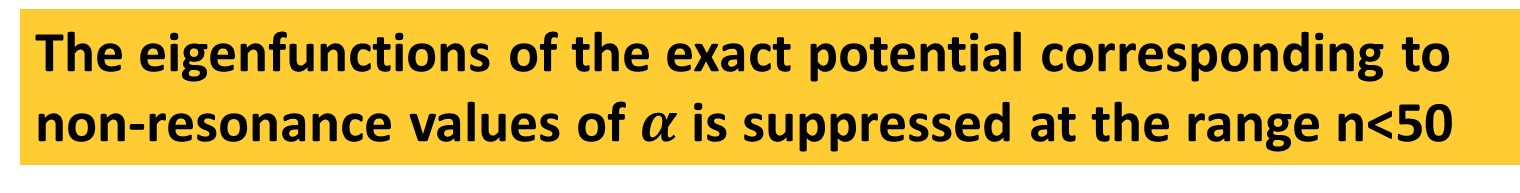 The eigenfunctions of the exact potential corresponding to
non-resonance values of 𝜶 is suppressed at the range n<50